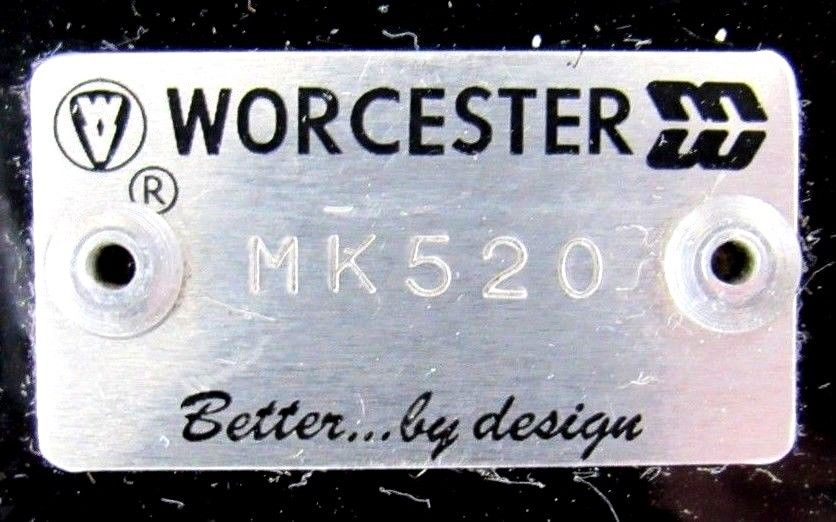 WORCESTER
®
MK520
Better...by design